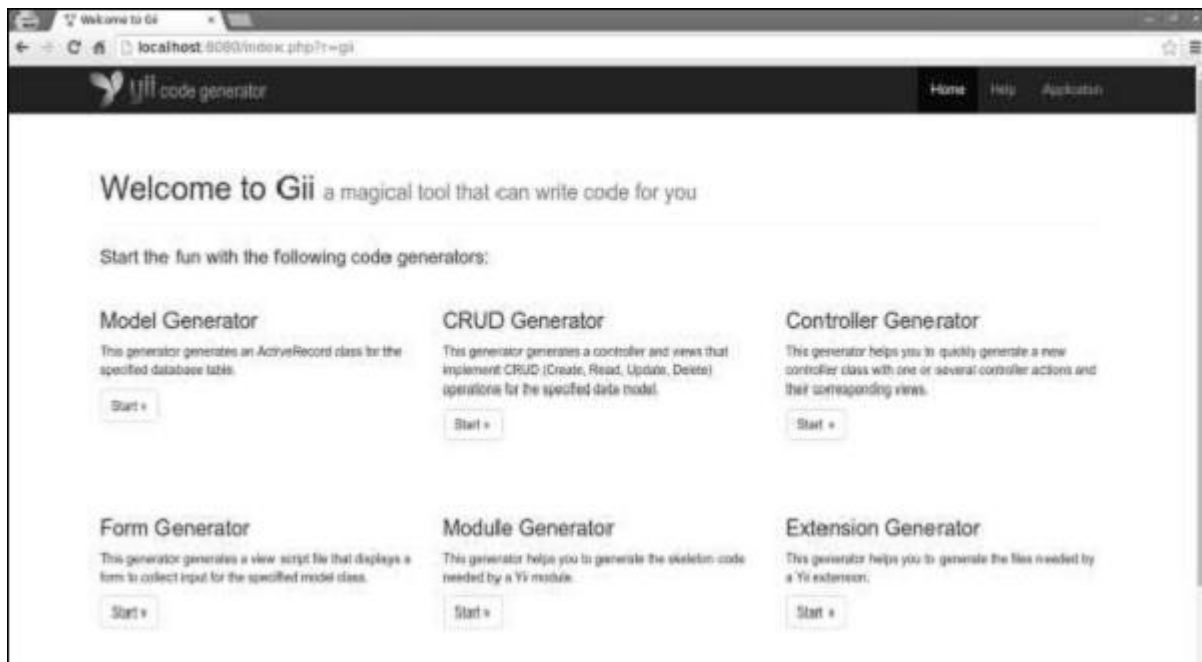 Welcome to Gii
localhost:8080/index.php?r=gii
yii code generator
Home Help Application
Welcome to Gii a magical tool that can write code for you
Start the fun with the following code generators:
Model Generator
This generator generates an ActiveRecord class for the
specified database table.
Start »
CRUD Generator
This generator generates a controller and views that
implement CRUD (Create, Read, Update, Delete)
operations for the specified data model.
Start »
Controller Generator
This generator helps you to quickly generate a new
controller class with one or several controller actions and
their corresponding views.
Start »
Form Generator
This generator generates a view script file that displays a
form to collect input for the specified model class.
Start »
Module Generator
This generator helps you to generate the skeleton code
needed by a Yii module.
Start »
Extension Generator
This generator helps you to generate the files needed by
a Yii extension.
Start »